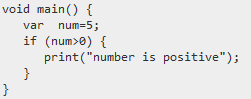 void main() {
   var  num=5;
   if (num>0) {
      print("number is positive");
   }
}